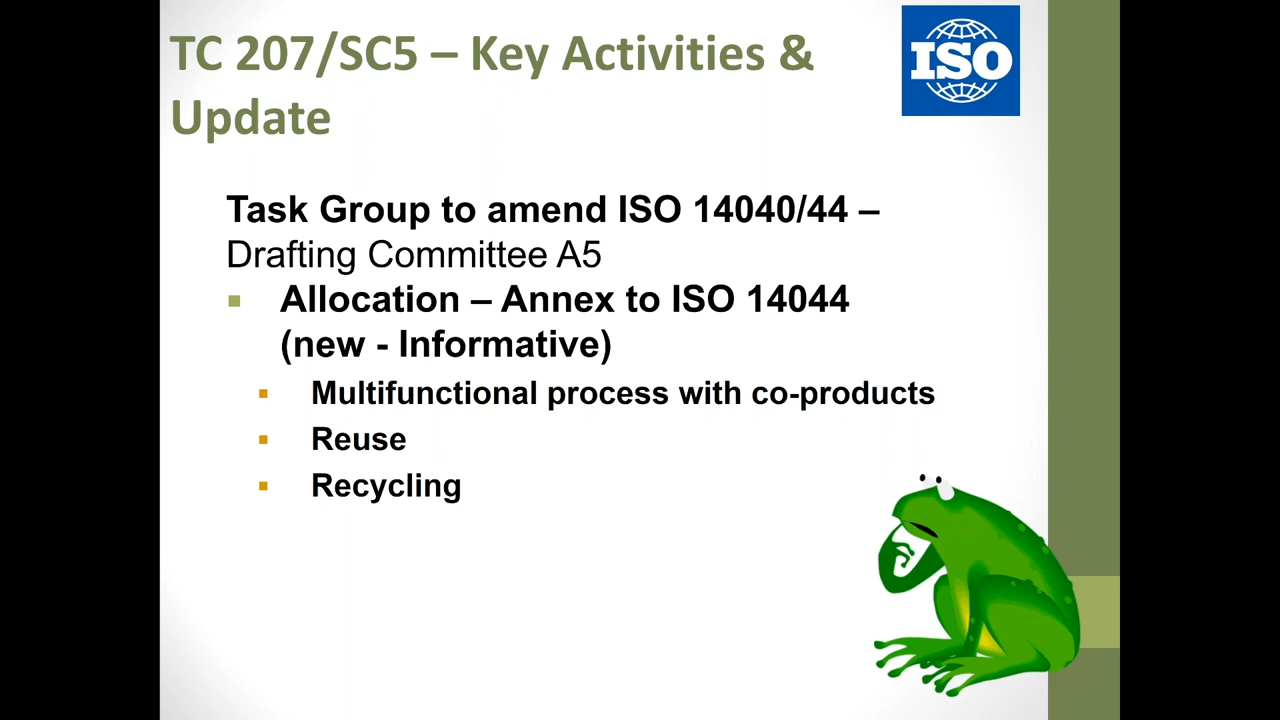 TC 207/SC5 – Key Activities &
Update
ISO
Task Group to amend ISO 14040/44 –
Drafting Committee A5
Allocation – Annex to ISO 14044
(new - Informative)
Multifunctional process with co-products
Reuse
Recycling